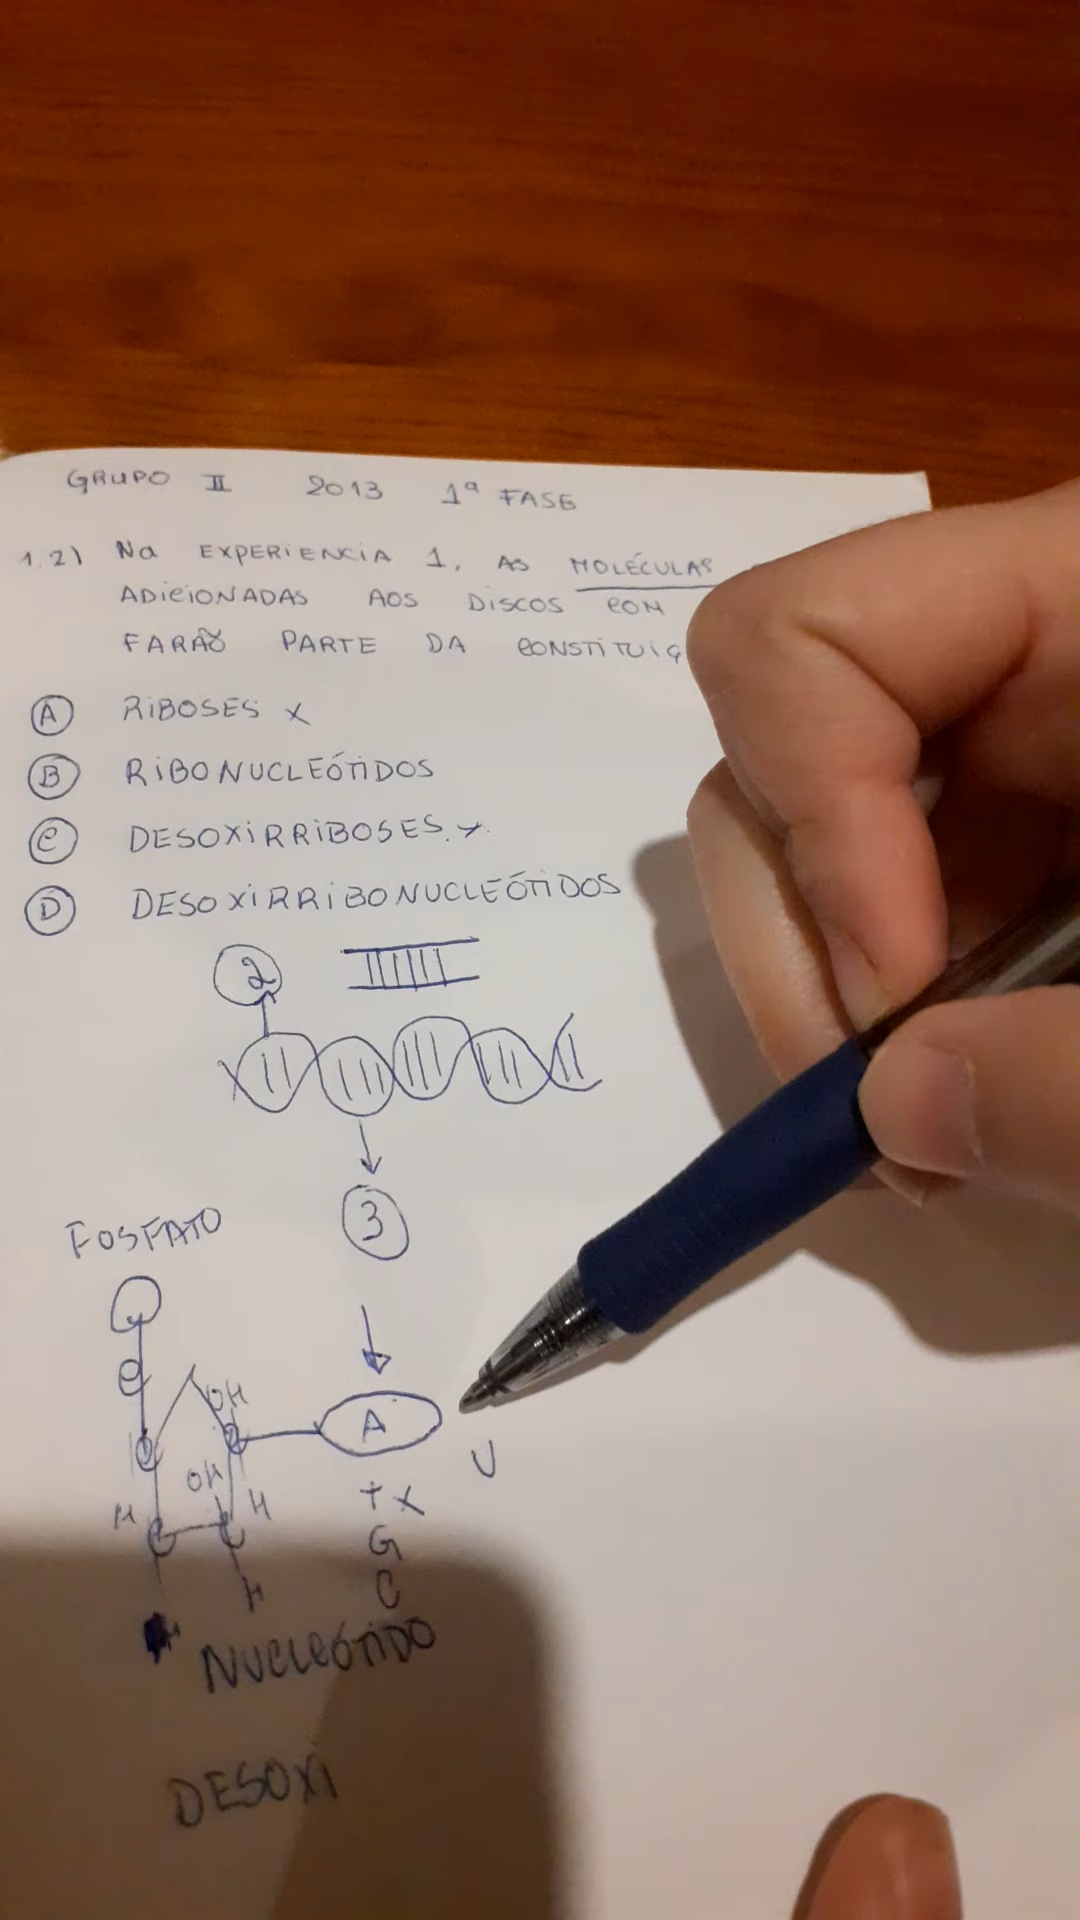 GRUPO II 2013 1ª FASE
1.2) Na EXPERIENCIA 1, AS MOLÉCULAS
ADICIONADAS AOS DISCOS COM
FARÃO PARTE DA CONSTITUIÇ
A RIBOSES X
B RIBONUCLEÓTIDOS
C DESOXIRRIBOSES. X
D DESOXIRRIBONUCLEÓTIDOS
2
3
FOSFATO
OH
A
U
OH
H H
T X
G
C
H
H
NUCLEÓTIDO
DESOXI